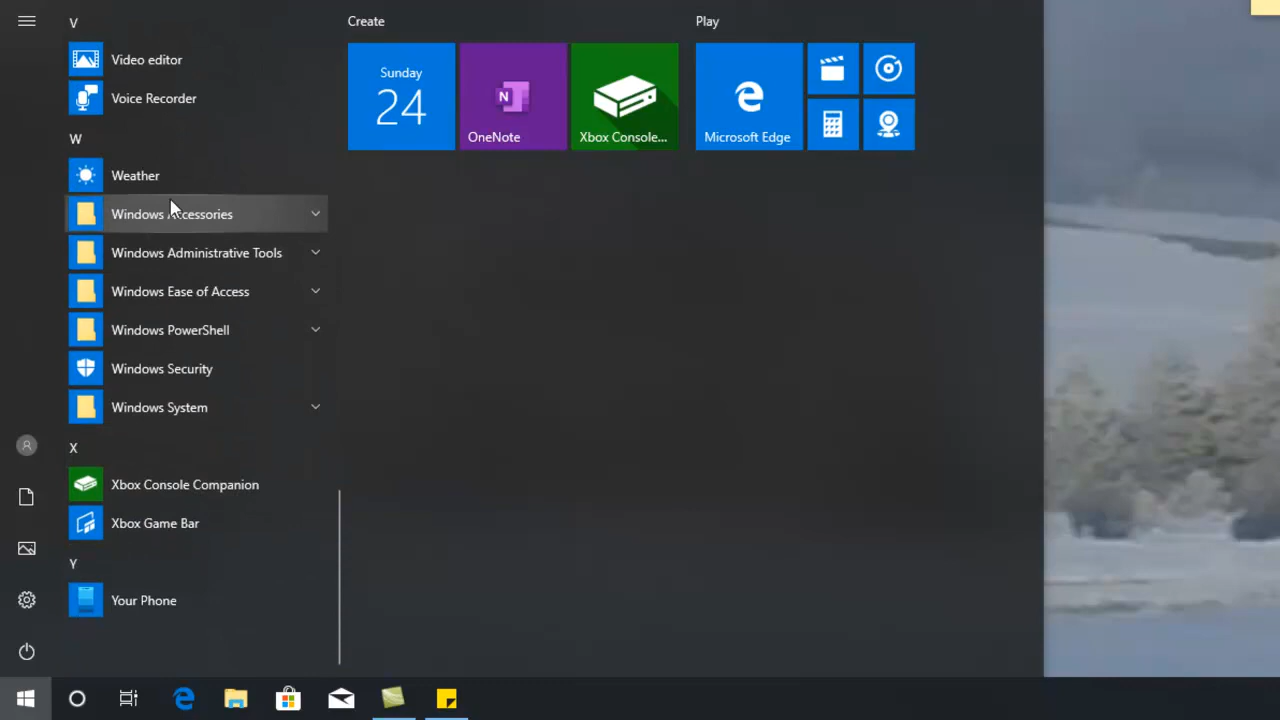 V
Video editor
Voice Recorder
W
Weather
Windows Accessories
Windows Administrative Tools
Windows Ease of Access
Windows PowerShell
Windows Security
Windows System
X
Xbox Console Companion
Xbox Game Bar
Y
Your Phone
Create
Sunday
24
N
OneNote
Xbox Console...
Play
Microsoft Edge